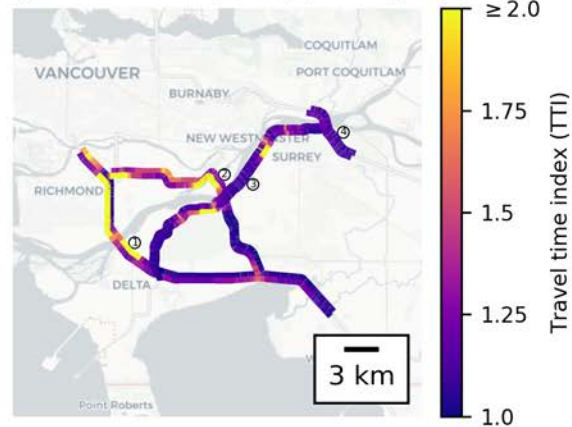 ≥ 2.0
COQUITLAM
VANCOUVER
PORT COQUITLAM
BURNABY
1.75
④
NEW WESTMINSTER
SURREY
②
③
RICHMOND
1.5
①
DELTA
1.25
3 km
Point Roberts
1.0
Travel time index (TTI)